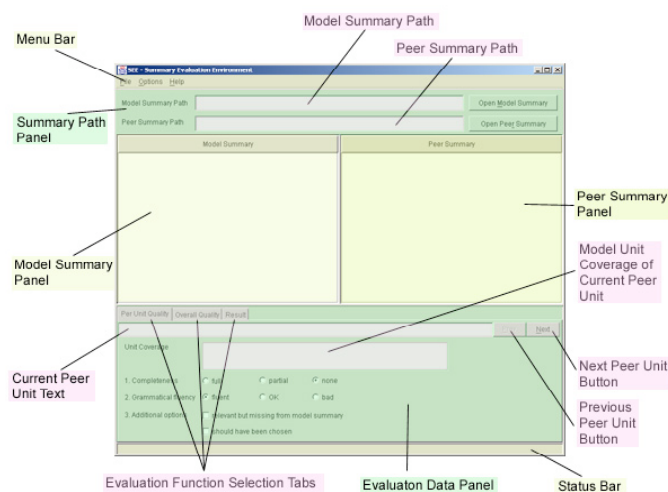 Model Summary Path
Peer Summary Path
Menu Bar
SEE - Summary Evaluation Environment
File Options Help
Model Summary Path
Open Model Summary
Summary Path
Panel
Peer Summary Path
Open Peer Summary
Model Summary
Peer Summary
Peer Summary
Panel
Model Summary
Panel
Model Unit
Coverage of
Current Peer
Unit
Per Unit Quality Overall Quality Result
Next
Unit Coverage
Current Peer
Unit Text
1. Completeness full partial none
2. Grammatical fluency fluent OK bad
3. Additional options relevant but missing from model summary
should have been chosen
Next Peer Unit
Button
Previous
Peer Unit
Button
Evaluation Function Selection Tabs
Evaluaton Data Panel
Status Bar